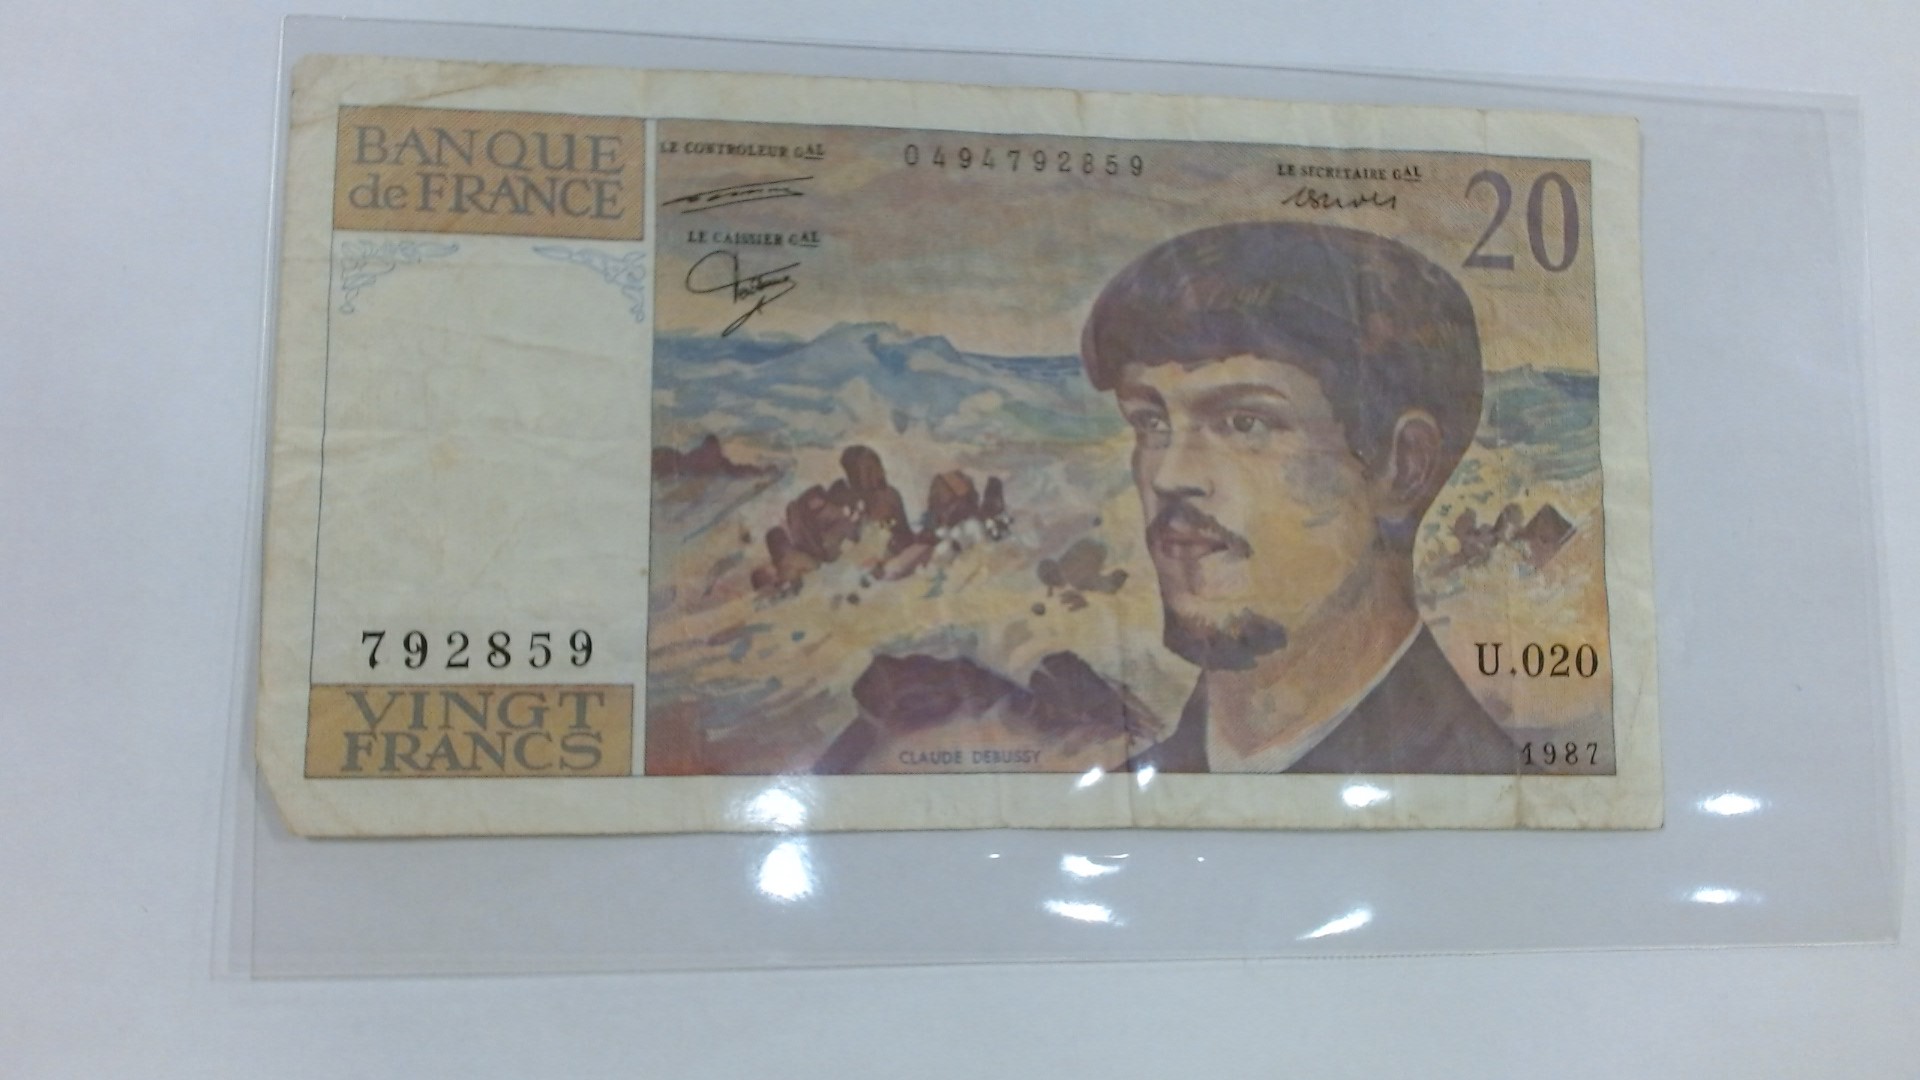 BANQUE
de FRANCE
LE CONTROLEUR GAL
0494792859
LE SECRÉTAIRE GAL
20
LE CAISSIER GAL
792859
U.020
VINGT
FRANCS
CLAUDE DEBUSSY
1987